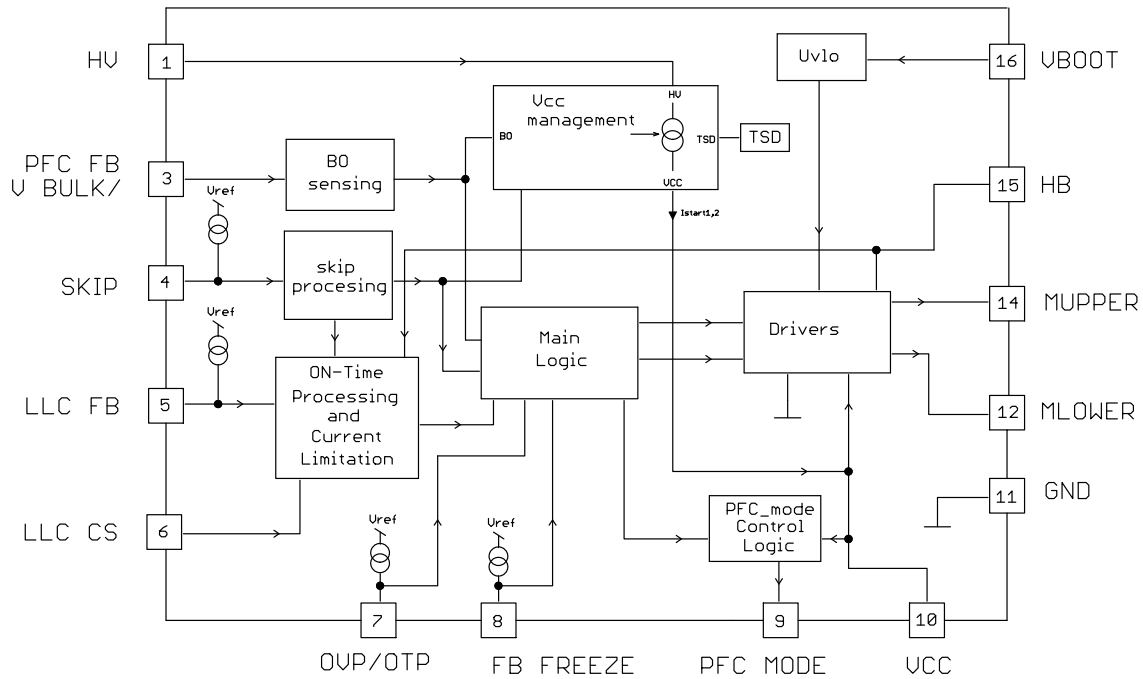 HV
1
Uvlo
16
VBOOT
HV
Vcc
management
BO
TSD
TSD
VCC
PFC FB
V BULK/
3
BO
sensing
15
HB
Vref
Istart1,2
SKIP
4
skip
procesing
14
MUPPER
Drivers
Vref
Main
Logic
LLC FB
5
ON-Time
Processing
and
Current
Limitation
12
MLOWER
11
GND
LLC CS
6
Vref
Vref
PFC_mode
Control
Logic
7
8
9
10
OVP/OTP
FB FREEZE
PFC MODE
VCC